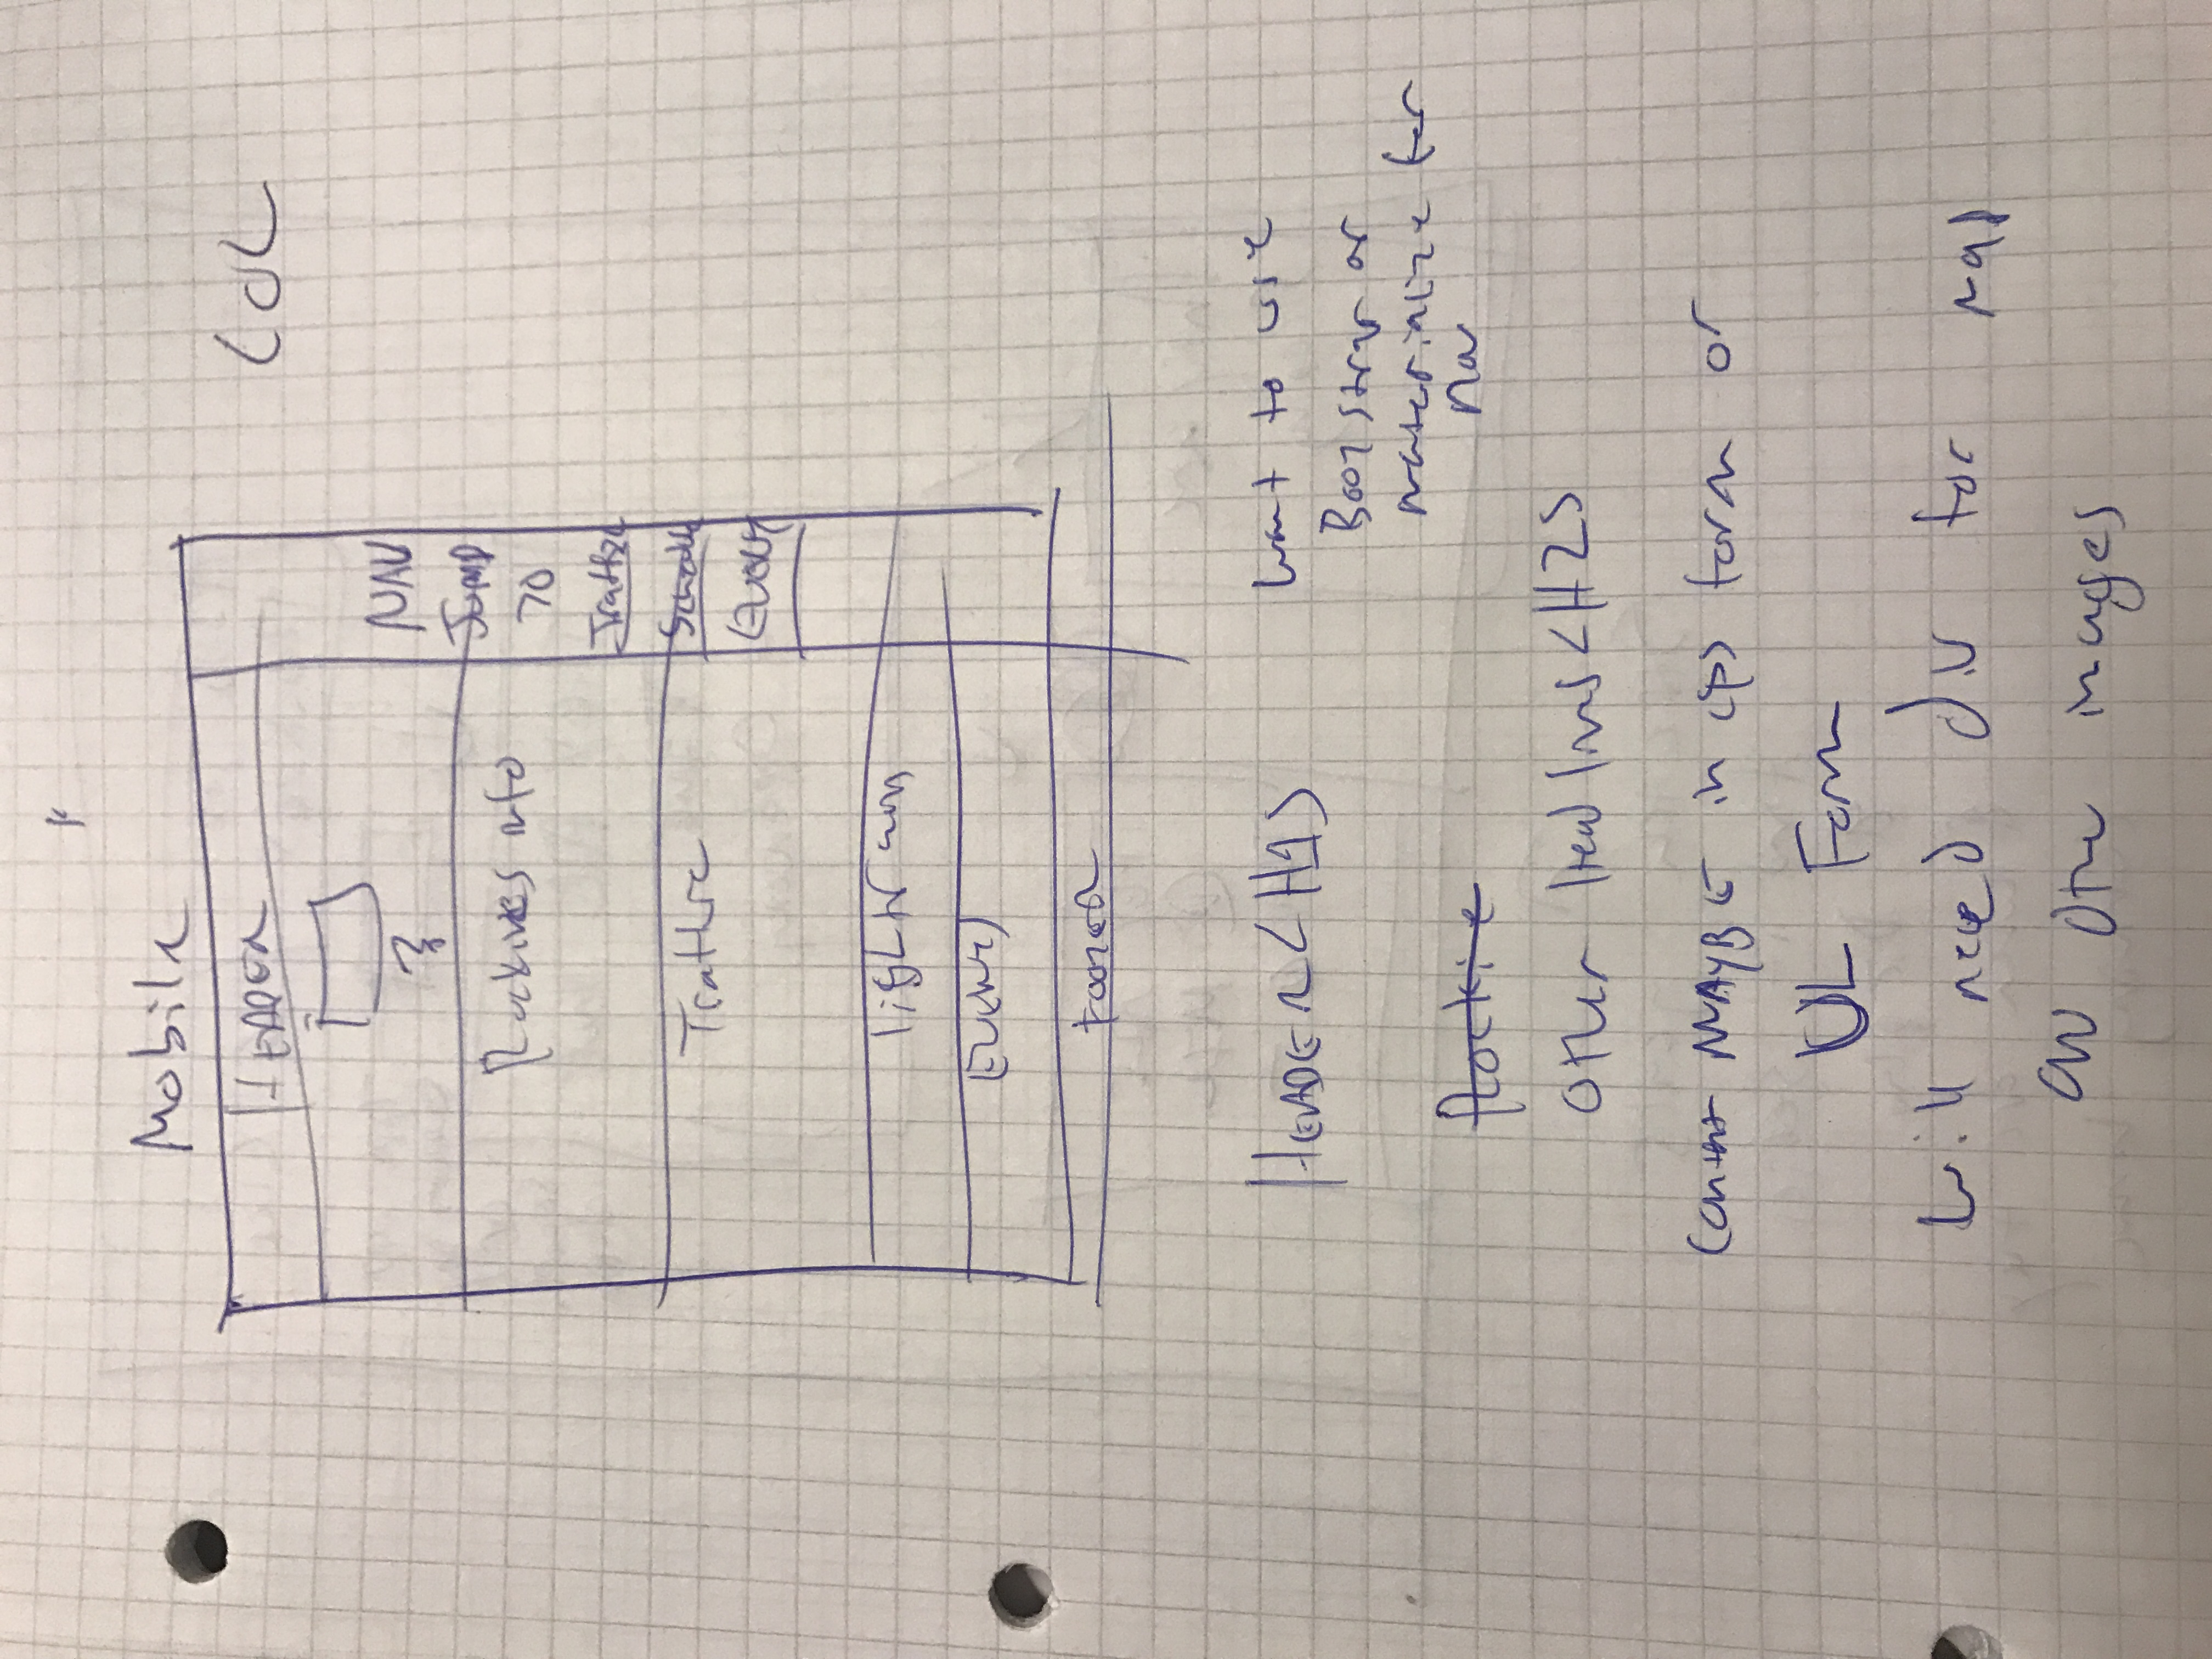 Mobile
HEADER
COL
?
NAV
Jump
TO
Rockies info
Traffic
Schedule
Traffic
Events
Light rail
Events
FOOTER
HEADER <H1>
Want to use
Bootstrap or
materialize for
Nav
Rockie
Other Headlines <H2>
Content MAYBE in <p> form or
UL Form
Will need div for map
and other images